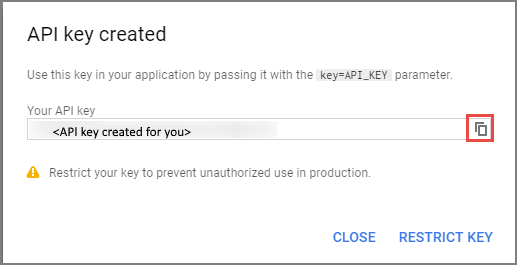 API key created
Use this key in your application by passing it with the key=API_KEY parameter.
Your API key
<API key created for you>
Restrict your key to prevent unauthorized use in production.
CLOSE RESTRICT KEY